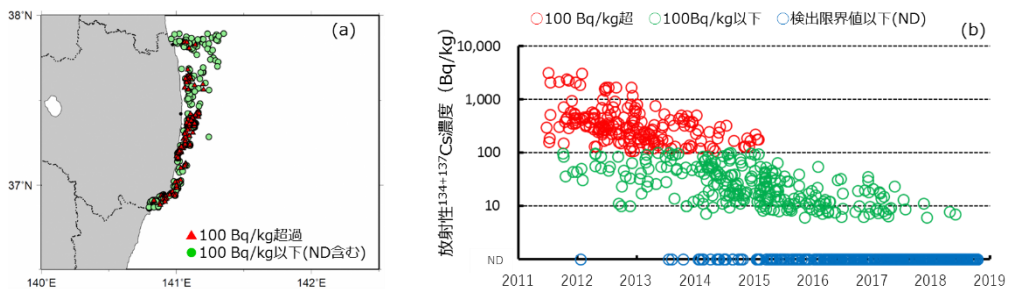 (a)
38°N
37°N
▲100 Bq/kg超過
●100 Bq/kg以下(ND含む)
140°E
141°E
142°E
○100 Bq/kg超 ○100Bq/kg以下 ○検出限界値以下(ND)
(b)
放射性134+137Cs濃度 (Bq/kg)
10,000
1,000
100
10
ND
2011 2012 2013 2014 2015 2016 2017 2018 2019